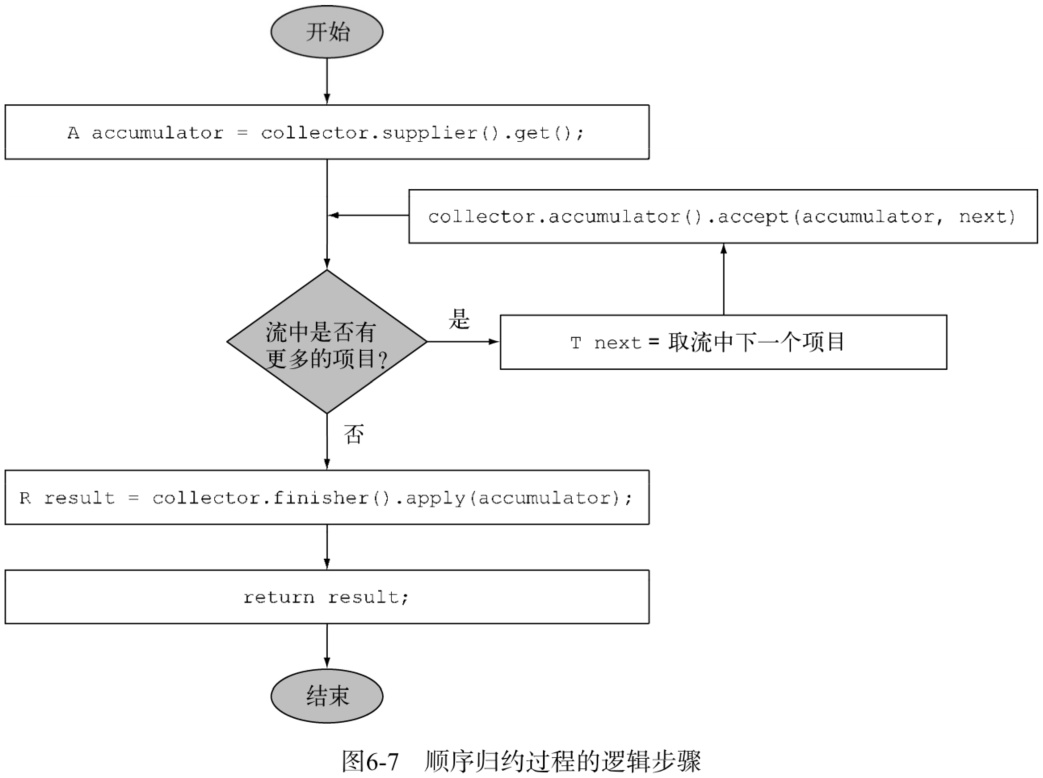 开始
A accumulator = collector.supplier().get();
collector.accumulator().accept(accumulator, next)
流中是否有
更多的项目?
是
T next = 取流中下一个项目
否
R result = collector.finisher().apply(accumulator);
return result;
结束
图6-7 顺序归约过程的逻辑步骤